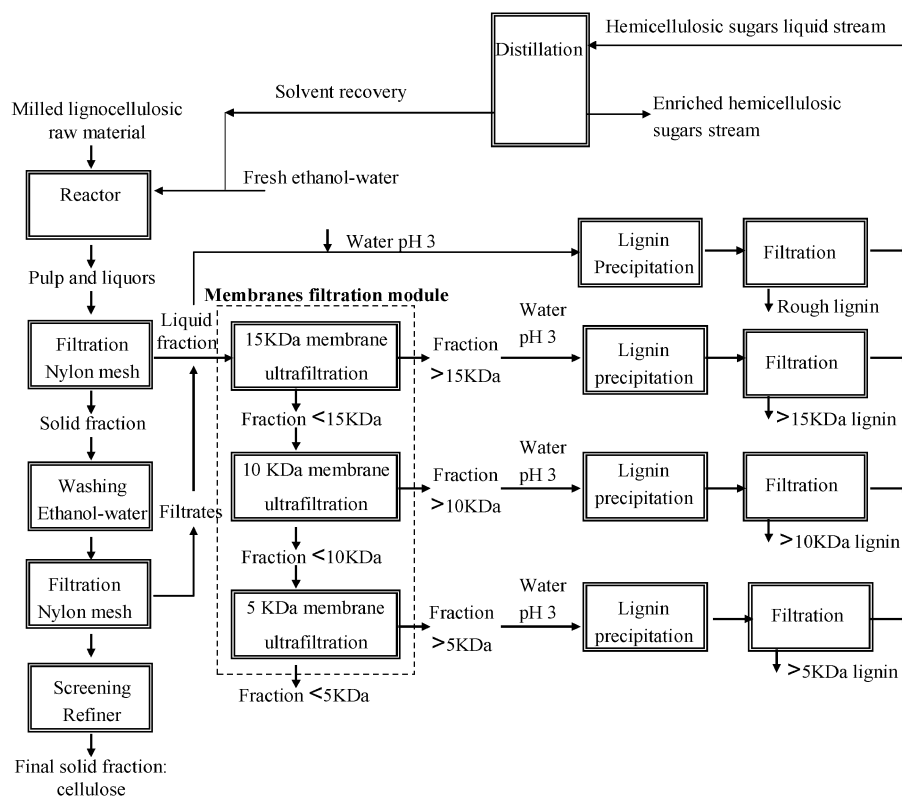 Hemicellulosic sugars liquid stream
Distillation
Solvent recovery
Enriched hemicellulosic
sugars stream
Milled lignocellulosic
raw material
Fresh ethanol-water
Reactor
Water pH 3
Lignin
Precipitation
Filtration
Rough lignin
Pulp and liquors
Membranes filtration module
Liquid
fraction
Filtration
Nylon mesh
15KDa membrane
ultrafiltration
Fraction
>15KDa
Water
pH 3
Lignin
precipitation
Filtration
>15KDa lignin
Solid fraction
Fraction <15KDa
Washing
Ethanol-water
Filtrates
10 KDa membrane
ultrafiltration
Fraction
>10KDa
Water
pH 3
Lignin
precipitation
Filtration
>10KDa lignin
Fraction <10KDa
Filtration
Nylon mesh
5 KDa membrane
ultrafiltration
Fraction
>5KDa
Water
pH 3
Lignin
precipitation
Filtration
>5KDa lignin
Fraction <5KDa
Screening
Refiner
Final solid fraction:
cellulose